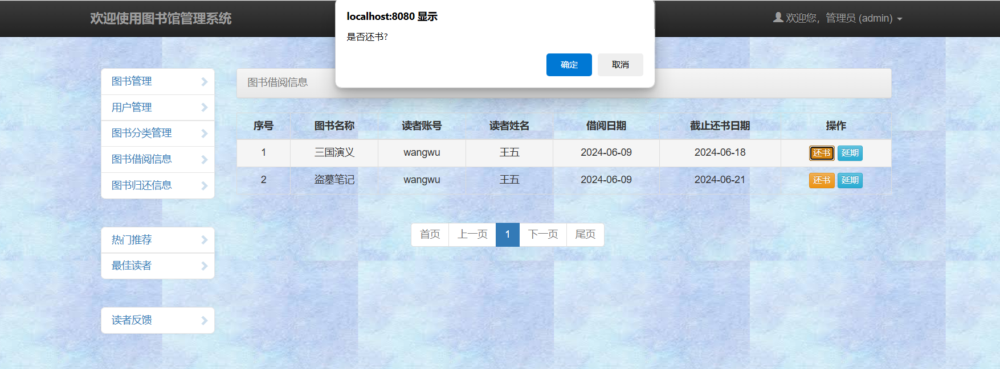 欢迎使用图书馆管理系统
localhost:8080 显示
是否还书?
确定 取消
欢迎您，管理员 (admin)
图书管理
用户管理
图书分类管理
图书借阅信息
图书归还信息
热门推荐
最佳读者
读者反馈
图书借阅信息
序号 图书名称 读者账号 读者姓名 借阅日期 截止还书日期 操作
1 三国演义 wangwu 王五 2024-06-09 2024-06-18 还书 延期
2 盗墓笔记 wangwu 王五 2024-06-09 2024-06-21 还书 延期
首页 上一页 1 下一页 尾页